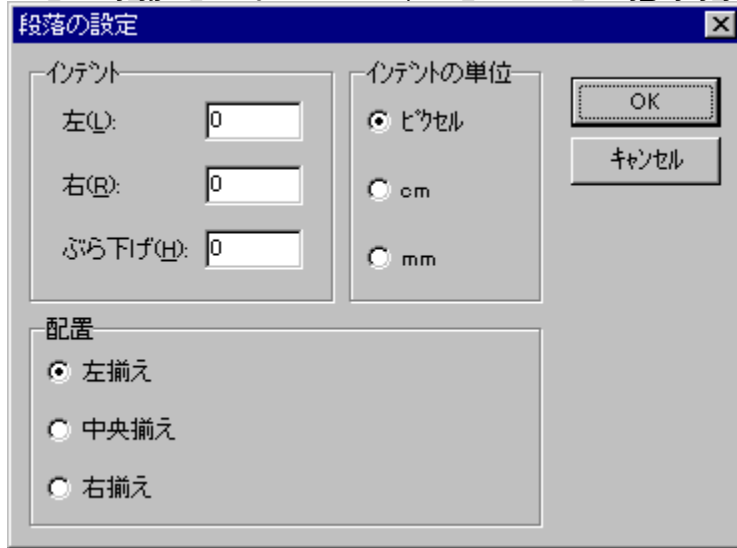 段落の設定
インデント
左(L):
0
右(R):
0
ぶら下げ(H):
0
インデントの単位
ピクセル
cm
mm
OK
キャンセル
配置
左揃え
中央揃え
右揃え